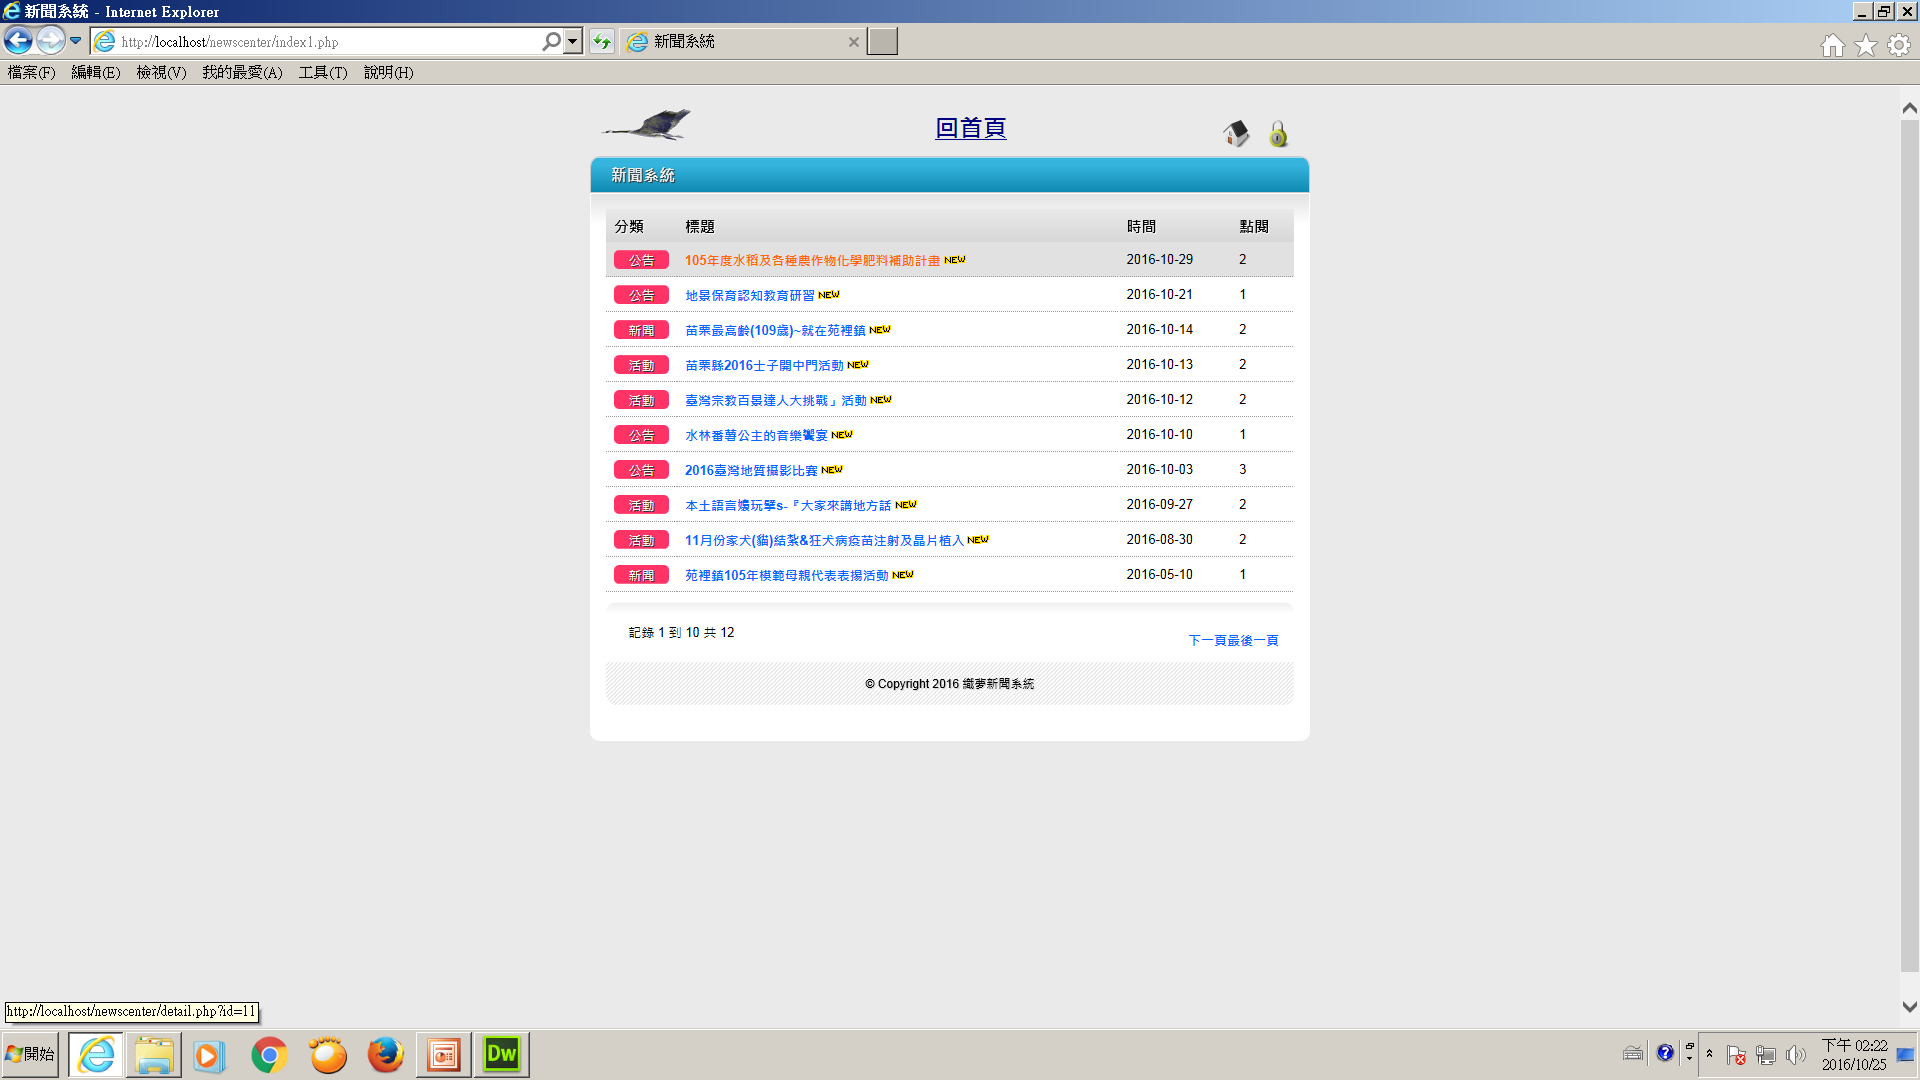 新聞系統 - Internet Explorer
http://localhost/newscenter/index1.php
新聞系統
檔案(F) 編輯(E) 檢視(V) 我的最愛(A) 工具(T) 說明(H)
回首頁
新聞系統
分類 標題 時間 點閱
公告 105年度水稻及各種農作物化學肥料補助計畫 NEW 2016-10-29 2
公告 地景保育認知教育研習 NEW 2016-10-21 1
新聞 苗栗最高齡(109歲)~就在苑裡鎮 NEW 2016-10-14 2
活動 苗栗縣2016士子開中門活動 NEW 2016-10-13 2
活動 臺灣宗教百景達人大挑戰」活動 NEW 2016-10-12 2
公告 水林番薯公主的音樂饗宴 NEW 2016-10-10 1
公告 2016臺灣地質攝影比賽 NEW 2016-10-03 3
活動 本土語言嬤玩孽s-『大家來講地方話 NEW 2016-09-27 2
活動 11月份家犬(貓)結紮&狂犬病疫苗注射及晶片植入 NEW 2016-08-30 2
新聞 苑裡鎮105年模範母親代表表揚活動 NEW 2016-05-10 1
記錄 1 到 10 共 12
下一頁最後一頁
© Copyright 2016 織夢新聞系統
http://localhost/newscenter/detail.php?id=11
開始
Dw
下午 02:22
2016/10/25